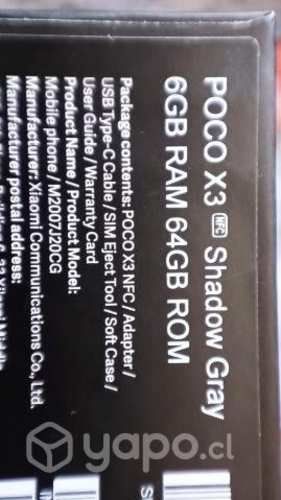 POCO X3 NFC Shadow Gray
6GB RAM 64GB ROM
Package contents: POCO X3 NFC / Adapter /
USB Type-C Cable / SIM Eject Tool / Soft Case /
User Guide / Warranty Card
Product Name / Product Model:
Mobile phone / M2007J20CG
Manufacturer: Xiaomi Communications Co., Ltd.
Manufacturer postal address:
yapo.cl